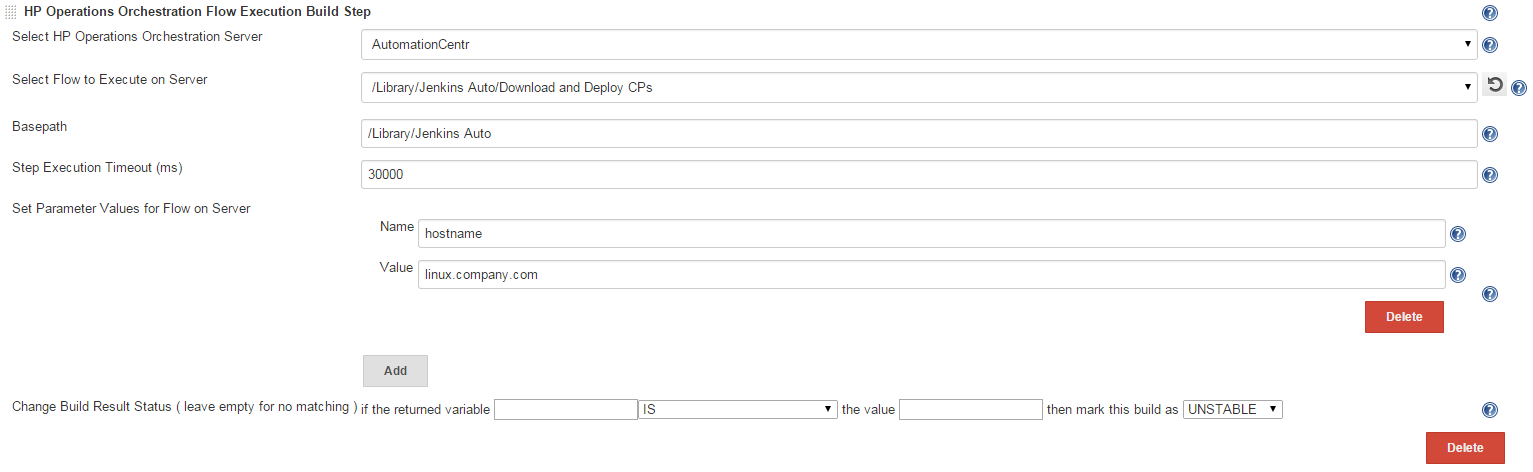 HP Operations Orchestration Flow Execution Build Step
Select HP Operations Orchestration Server
AutomationCentr
Select Flow to Execute on Server
/Library/Jenkins Auto/Download and Deploy CPs
Basepath
/Library/Jenkins Auto
Step Execution Timeout (ms)
30000
Set Parameter Values for Flow on Server
Name
hostname
Value
linux.company.com
Delete
Add
Change Build Result Status ( leave empty for no matching ) if the returned variable IS the value then mark this build as UNSTABLE
Delete